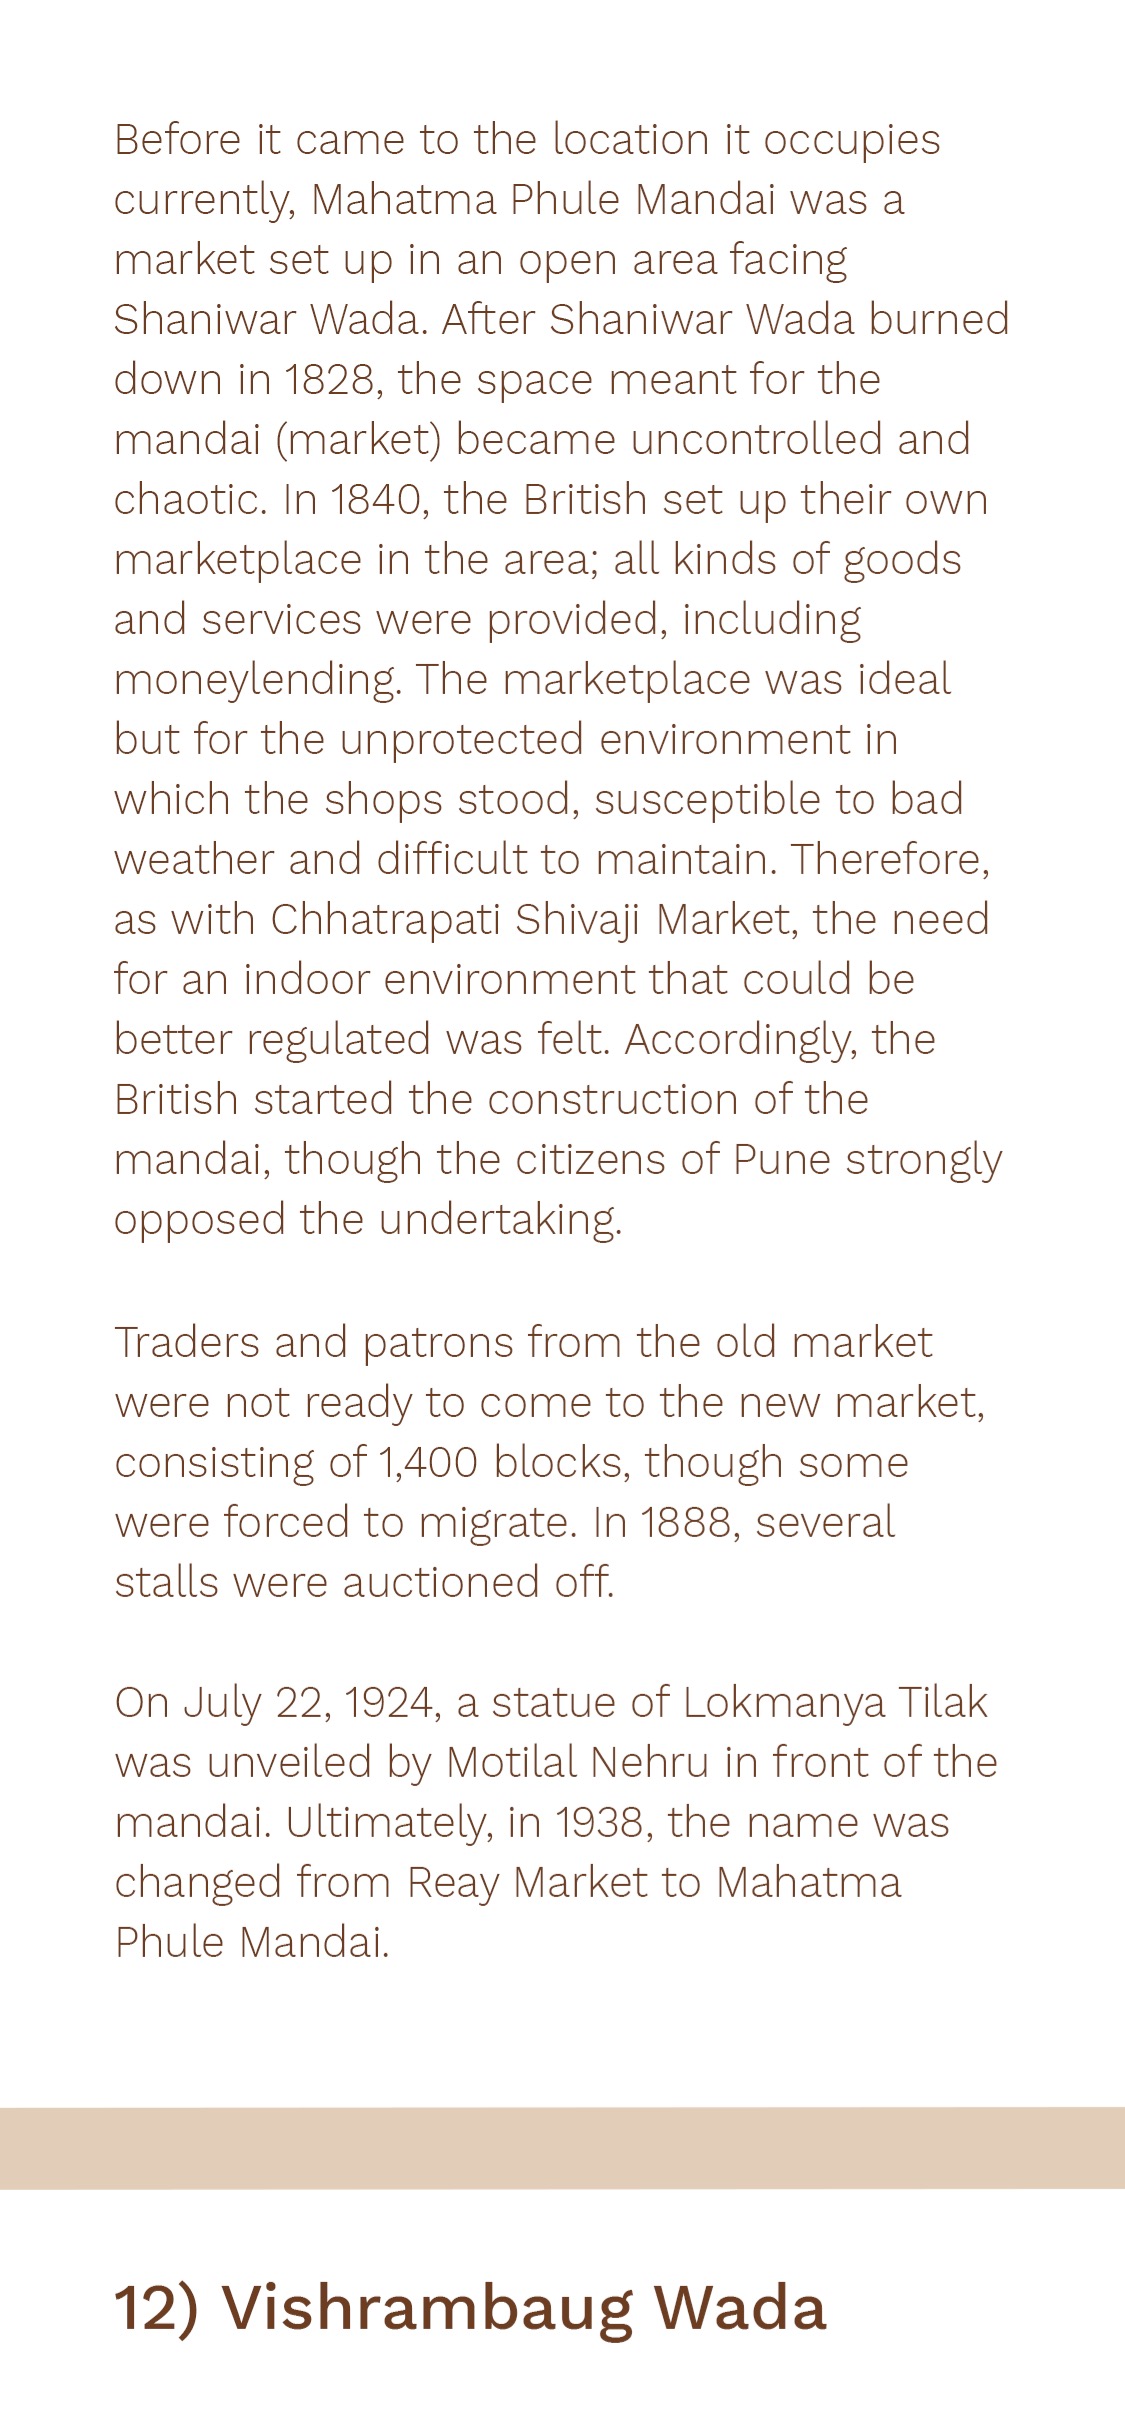 Before it came to the location it occupies
currently, Mahatma Phule Mandai was a
market set up in an open area facing
Shaniwar Wada. After Shaniwar Wada burned
down in 1828, the space meant for the
mandai (market) became uncontrolled and
chaotic. In 1840, the British set up their own
marketplace in the area; all kinds of goods
and services were provided, including
moneylending. The marketplace was ideal
but for the unprotected environment in
which the shops stood, susceptible to bad
weather and difficult to maintain. Therefore,
as with Chhatrapati Shivaji Market, the need
for an indoor environment that could be
better regulated was felt. Accordingly, the
British started the construction of the
mandai, though the citizens of Pune strongly
opposed the undertaking.
Traders and patrons from the old market
were not ready to come to the new market,
consisting of 1,400 blocks, though some
were forced to migrate. In 1888, several
stalls were auctioned off.
On July 22, 1924, a statue of Lokmanya Tilak
was unveiled by Motilal Nehru in front of the
mandai. Ultimately, in 1938, the name was
changed from Reay Market to Mahatma
Phule Mandai.
12) Vishrambaug Wada